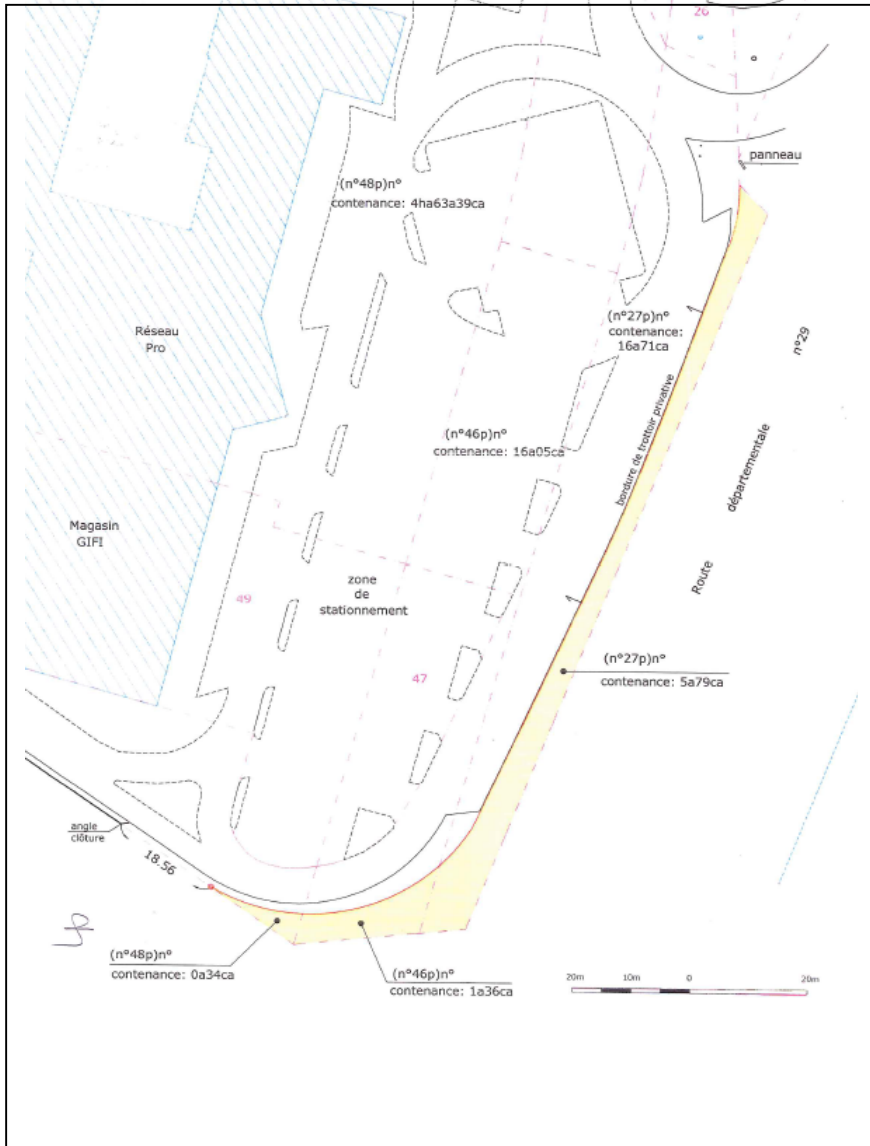 26
panneau
(n°48p)n°
contenance: 4ha63a39ca
Réseau
Pro
(n°27p)n°
contenance:
16a71ca
n°29
bordure de trottoir privative
(n°46p)n°
contenance: 16a05ca
départementale
Route
Magasin
GIFI
zone
de
stationnement
49
47
(n°27p)n°
contenance: 5a79ca
angle
clôture
18.56
(n°48p)n°
contenance: 0a34ca
(n°46p)n°
contenance: 1a36ca
20m 10m 0 20m